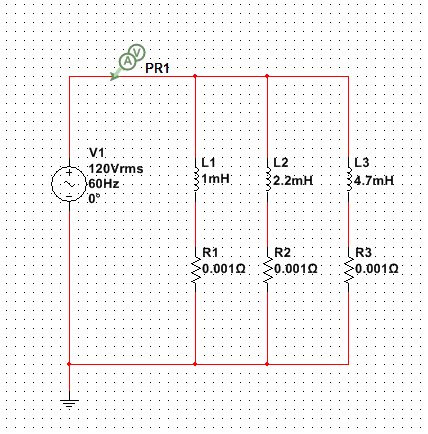 A V
PR1
V1
120Vrms
60Hz
0°
L1
1mH
L2
2.2mH
L3
4.7mH
R1
0.001Ω
R2
0.001Ω
R3
0.001Ω